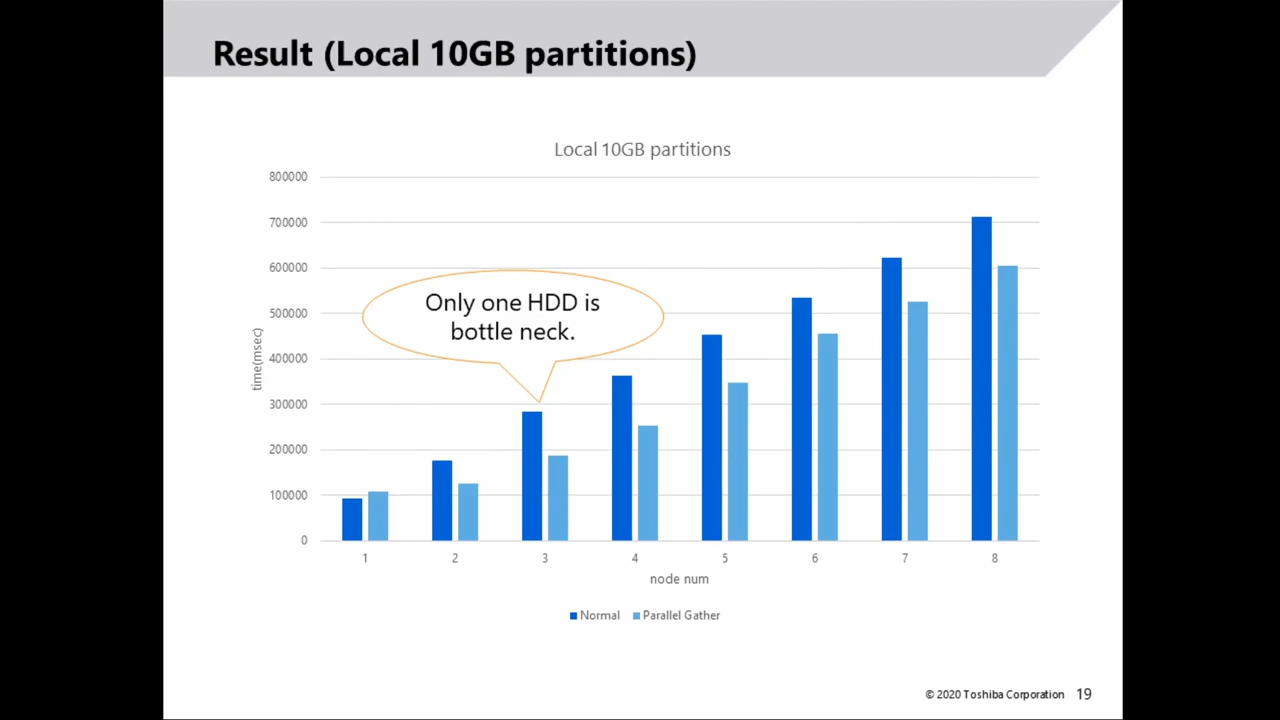 Result (Local 10GB partitions)
Local 10GB partitions
800000
700000
600000
500000
400000
300000
200000
100000
0
time(msec)
Only one HDD is
bottle neck.
1 2 3 4 5 6 7 8
node num
Normal Parallel Gather
© 2020 Toshiba Corporation 19